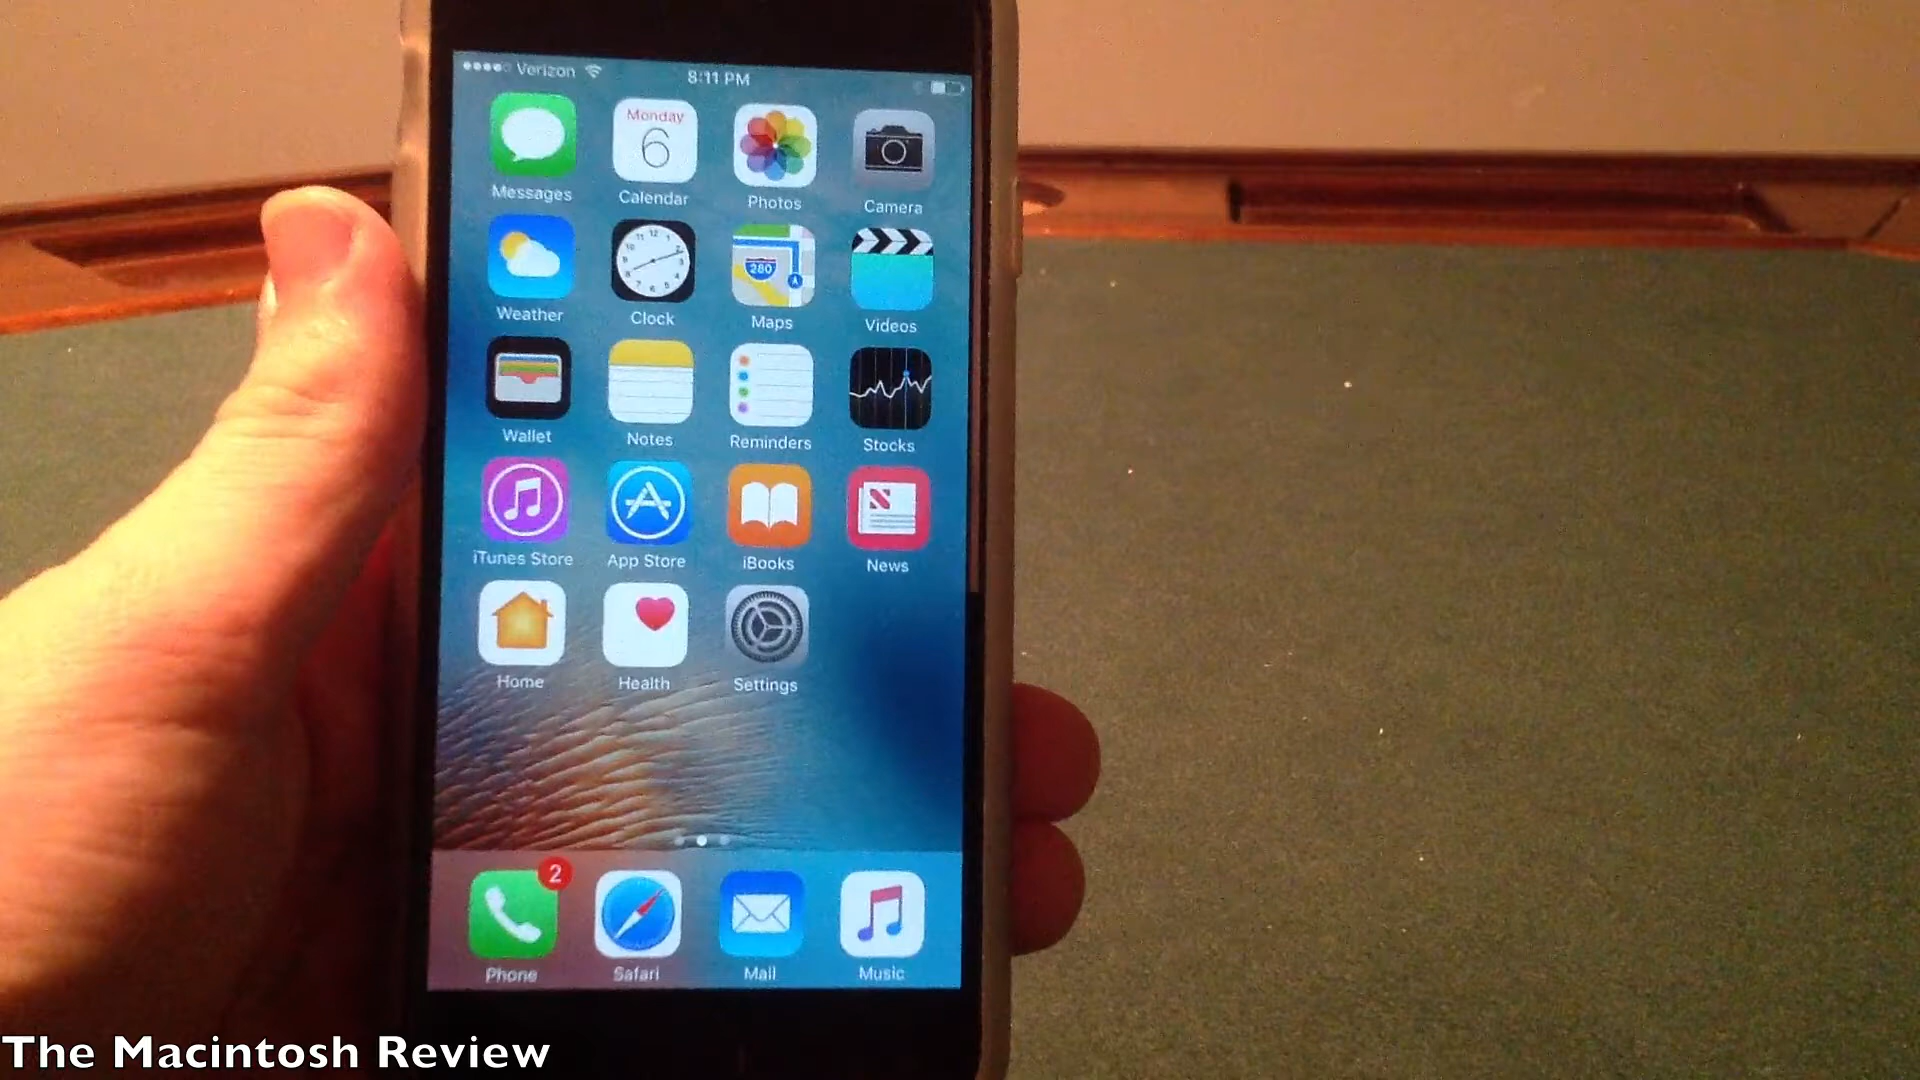 Verizon 8:11 PM
Monday
6
Messages Calendar Photos Camera
280
Weather Clock Maps Videos
Wallet Notes Reminders Stocks
iTunes Store App Store iBooks News
Home Health Settings
2
Phone Safari Mail Music
The Macintosh Review